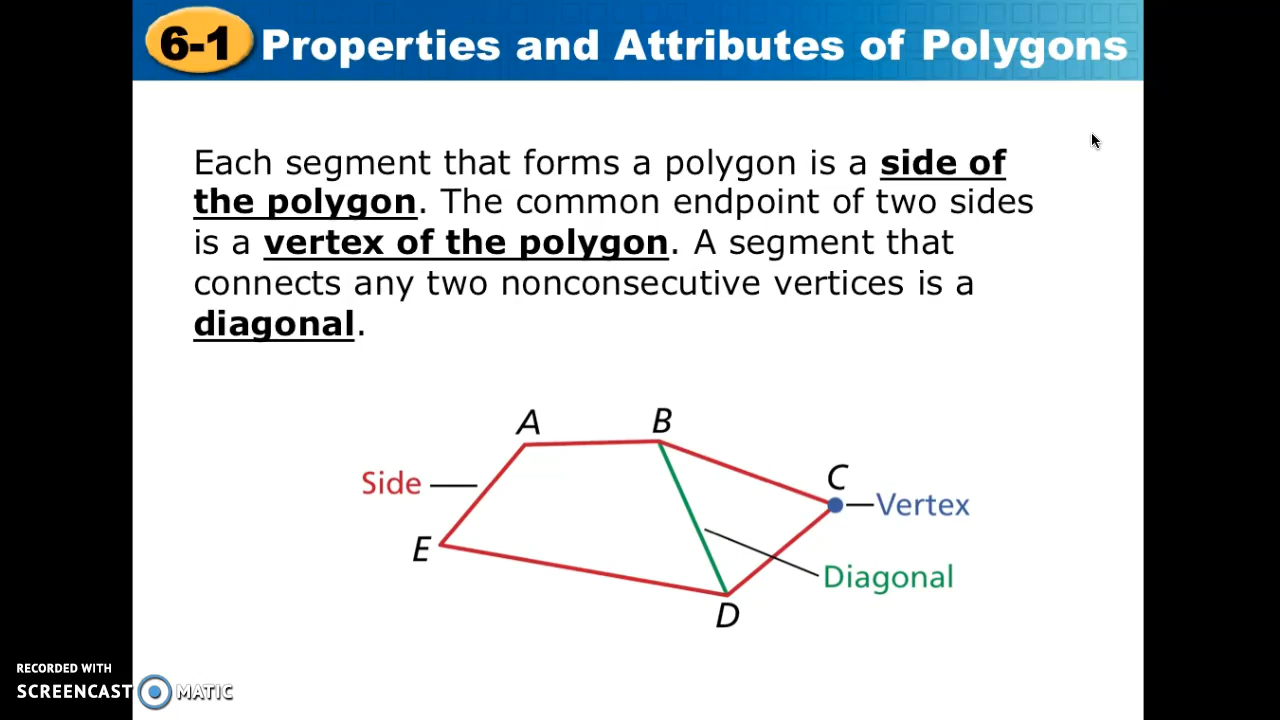 6-1 Properties and Attributes of Polygons
Each segment that forms a polygon is a side of
the polygon. The common endpoint of two sides
is a vertex of the polygon. A segment that
connects any two nonconsecutive vertices is a
diagonal.
A
B
C
Side
Vertex
E
Diagonal
D
RECORDED WITH
SCREENCAST MATIC